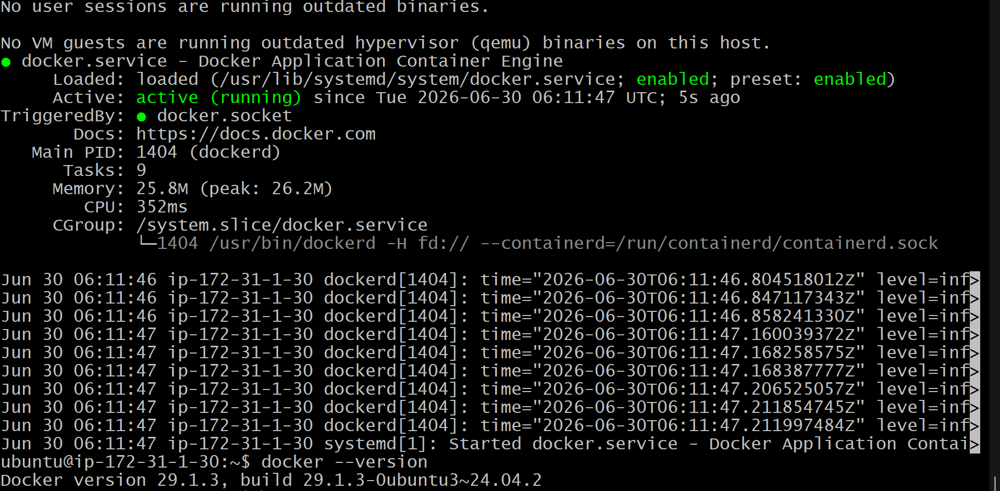 No user sessions are running outdated binaries.
No VM guests are running outdated hypervisor (qemu) binaries on this host.
● docker.service - Docker Application Container Engine
Loaded: loaded (/usr/lib/systemd/system/docker.service; enabled; preset: enabled)
Active: active (running) since Tue 2026-06-30 06:11:47 UTC; 5s ago
TriggeredBy: ● docker.socket
Docs: https://docs.docker.com
Main PID: 1404 (dockerd)
Tasks: 9
Memory: 25.8M (peak: 26.2M)
CPU: 352ms
CGroup: /system.slice/docker.service
└─1404 /usr/bin/dockerd -H fd:// --containerd=/run/containerd/containerd.sock
Jun 30 06:11:46 ip-172-31-1-30 dockerd[1404]: time="2026-06-30T06:11:46.804518012Z" level=inf>
Jun 30 06:11:46 ip-172-31-1-30 dockerd[1404]: time="2026-06-30T06:11:46.847117343Z" level=inf>
Jun 30 06:11:46 ip-172-31-1-30 dockerd[1404]: time="2026-06-30T06:11:46.858241330Z" level=inf>
Jun 30 06:11:47 ip-172-31-1-30 dockerd[1404]: time="2026-06-30T06:11:47.160039372Z" level=inf>
Jun 30 06:11:47 ip-172-31-1-30 dockerd[1404]: time="2026-06-30T06:11:47.168258575Z" level=inf>
Jun 30 06:11:47 ip-172-31-1-30 dockerd[1404]: time="2026-06-30T06:11:47.168387777Z" level=inf>
Jun 30 06:11:47 ip-172-31-1-30 dockerd[1404]: time="2026-06-30T06:11:47.206525057Z" level=inf>
Jun 30 06:11:47 ip-172-31-1-30 dockerd[1404]: time="2026-06-30T06:11:47.211854745Z" level=inf>
Jun 30 06:11:47 ip-172-31-1-30 dockerd[1404]: time="2026-06-30T06:11:47.211997484Z" level=inf>
Jun 30 06:11:47 ip-172-31-1-30 systemd[1]: Started docker.service - Docker Application Contai>
ubuntu@ip-172-31-1-30:~$ docker --version
Docker version 29.1.3, build 29.1.3-0ubuntu3~24.04.2